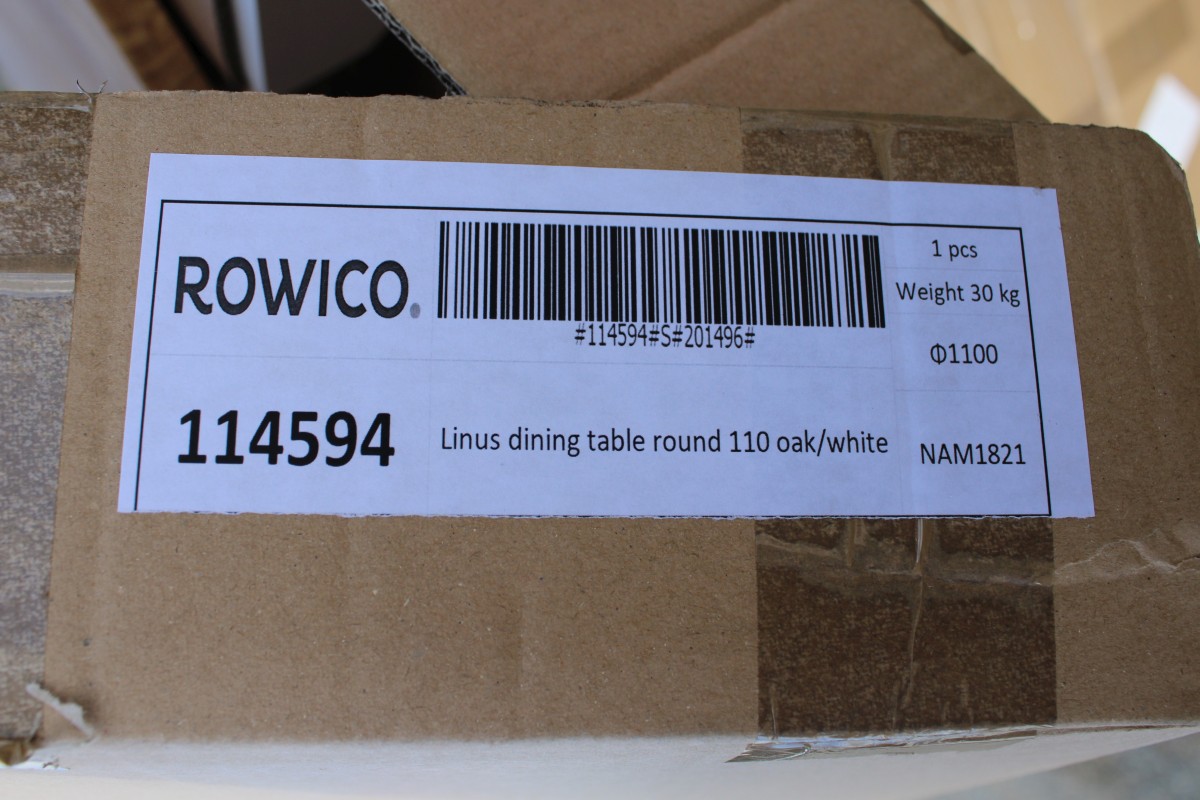 ROWICO.
#114594#S#201496#
1 pcs
Weight 30 kg
Φ1100
114594
Linus dining table round 110 oak/white
NAM1821